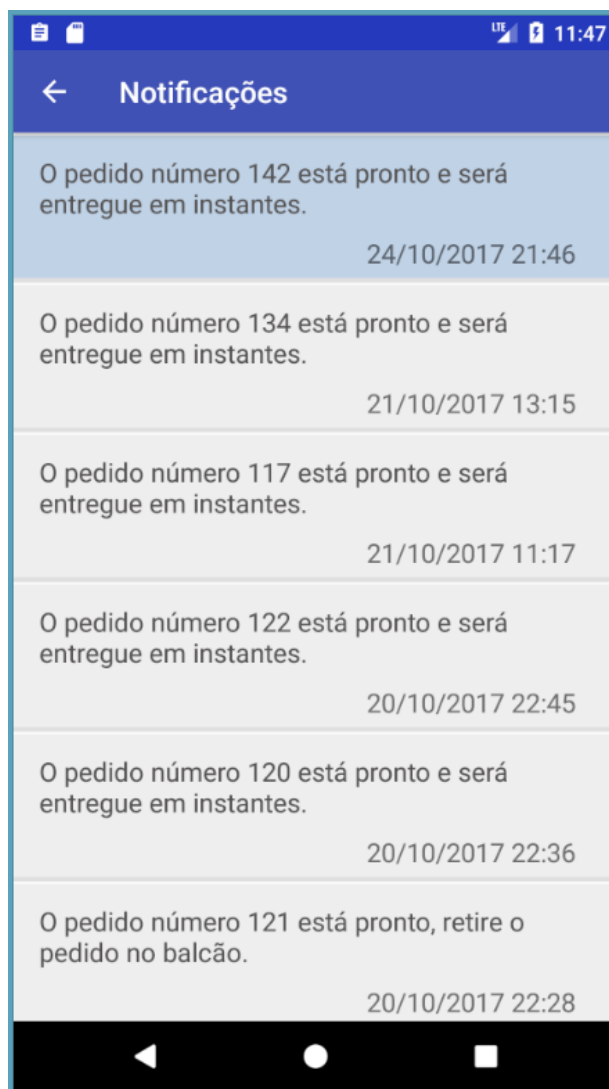 LTE 11:47
Notificações
O pedido número 142 está pronto e será
entregue em instantes.
24/10/2017 21:46
O pedido número 134 está pronto e será
entregue em instantes.
21/10/2017 13:15
O pedido número 117 está pronto e será
entregue em instantes.
21/10/2017 11:17
O pedido número 122 está pronto e será
entregue em instantes.
20/10/2017 22:45
O pedido número 120 está pronto e será
entregue em instantes.
20/10/2017 22:36
O pedido número 121 está pronto, retire o
pedido no balcão.
20/10/2017 22:28